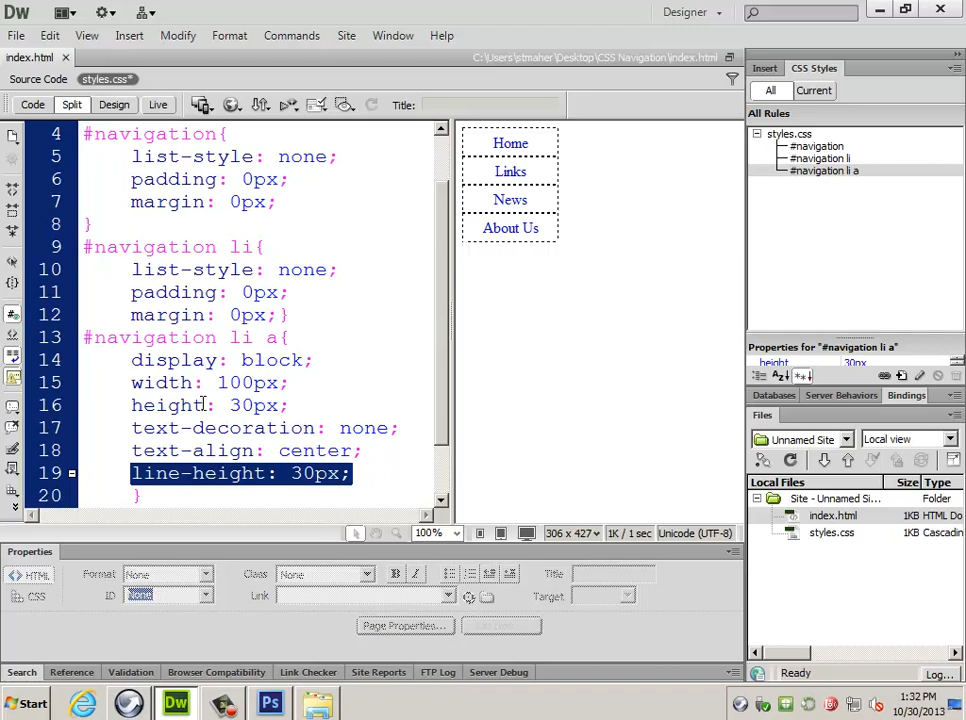 Dw
Designer
File Edit View Insert Modify Format Commands Site Window Help
index.html
C:\Users\stmaher\Desktop\CSS Navigation\index.html
Source Code styles.css*
Code Split Design Live Title:
4 #navigation{
5 list-style: none;
6 padding: 0px;
7 margin: 0px;
8 }
9 #navigation li{
10 list-style: none;
11 padding: 0px;
12 margin: 0px;}
13 #navigation li a{
14 display: block;
15 width: 100px;
16 height: 30px;
17 text-decoration: none;
18 text-align: center;
19 line-height: 30px;
20 }
Home
Links
News
About Us
100% 306 x 427 1K / 1 sec Unicode (UTF-8)
Insert CSS Styles
All Current
All Rules
styles.css
#navigation
#navigation li
#navigation li a
Properties for "#navigation li a"
height 30px
Databases Server Behaviors Bindings
Files
Unnamed Site Local view
Local Files Size Type
Site - Unnamed Si... Folder
index.html 1KB HTML Do
styles.css 1KB Cascadin
Ready Log...
Properties
HTML Format None Class None B I Title
CSS ID None Link Target
Page Properties...
Search Reference Validation Browser Compatibility Link Checker Site Reports FTP Log Server Debug
Start Dw Ps
1:32 PM
10/30/2013